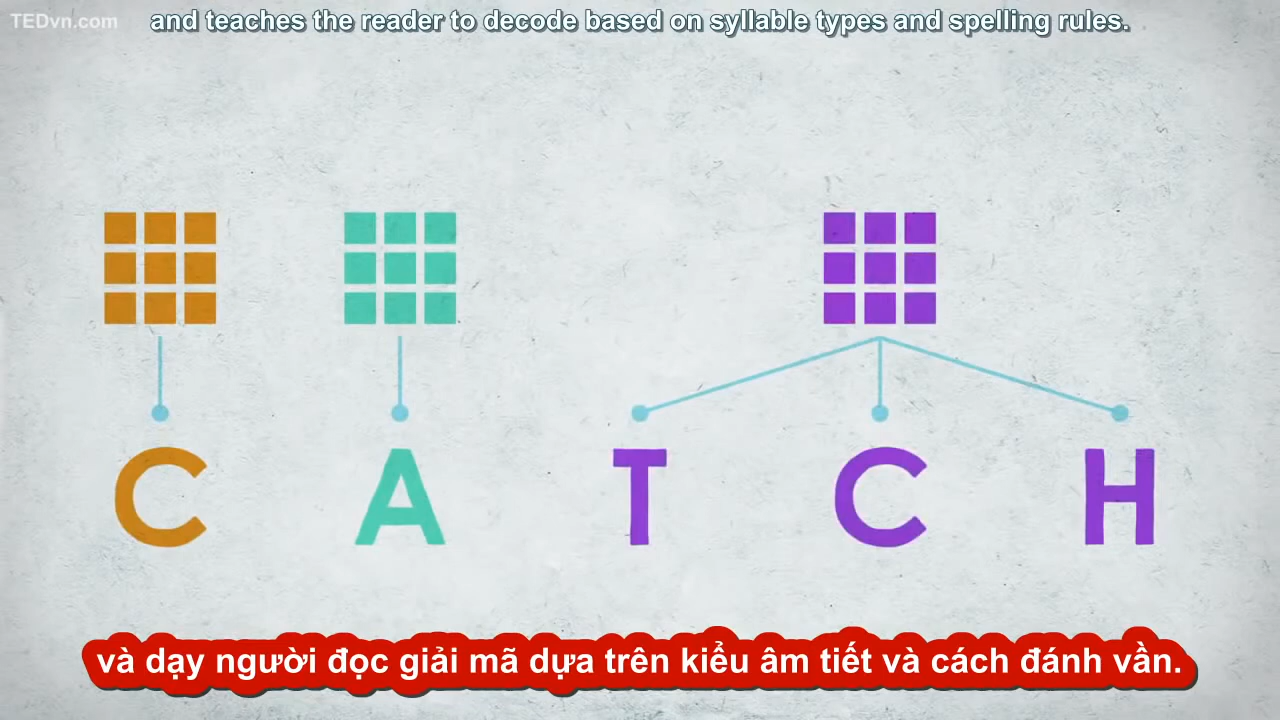 TEDvn.com
and teaches the reader to decode based on syllable types and spelling rules.
C A T C H
và dạy người đọc giải mã dựa trên kiểu âm tiết và cách đánh vần.